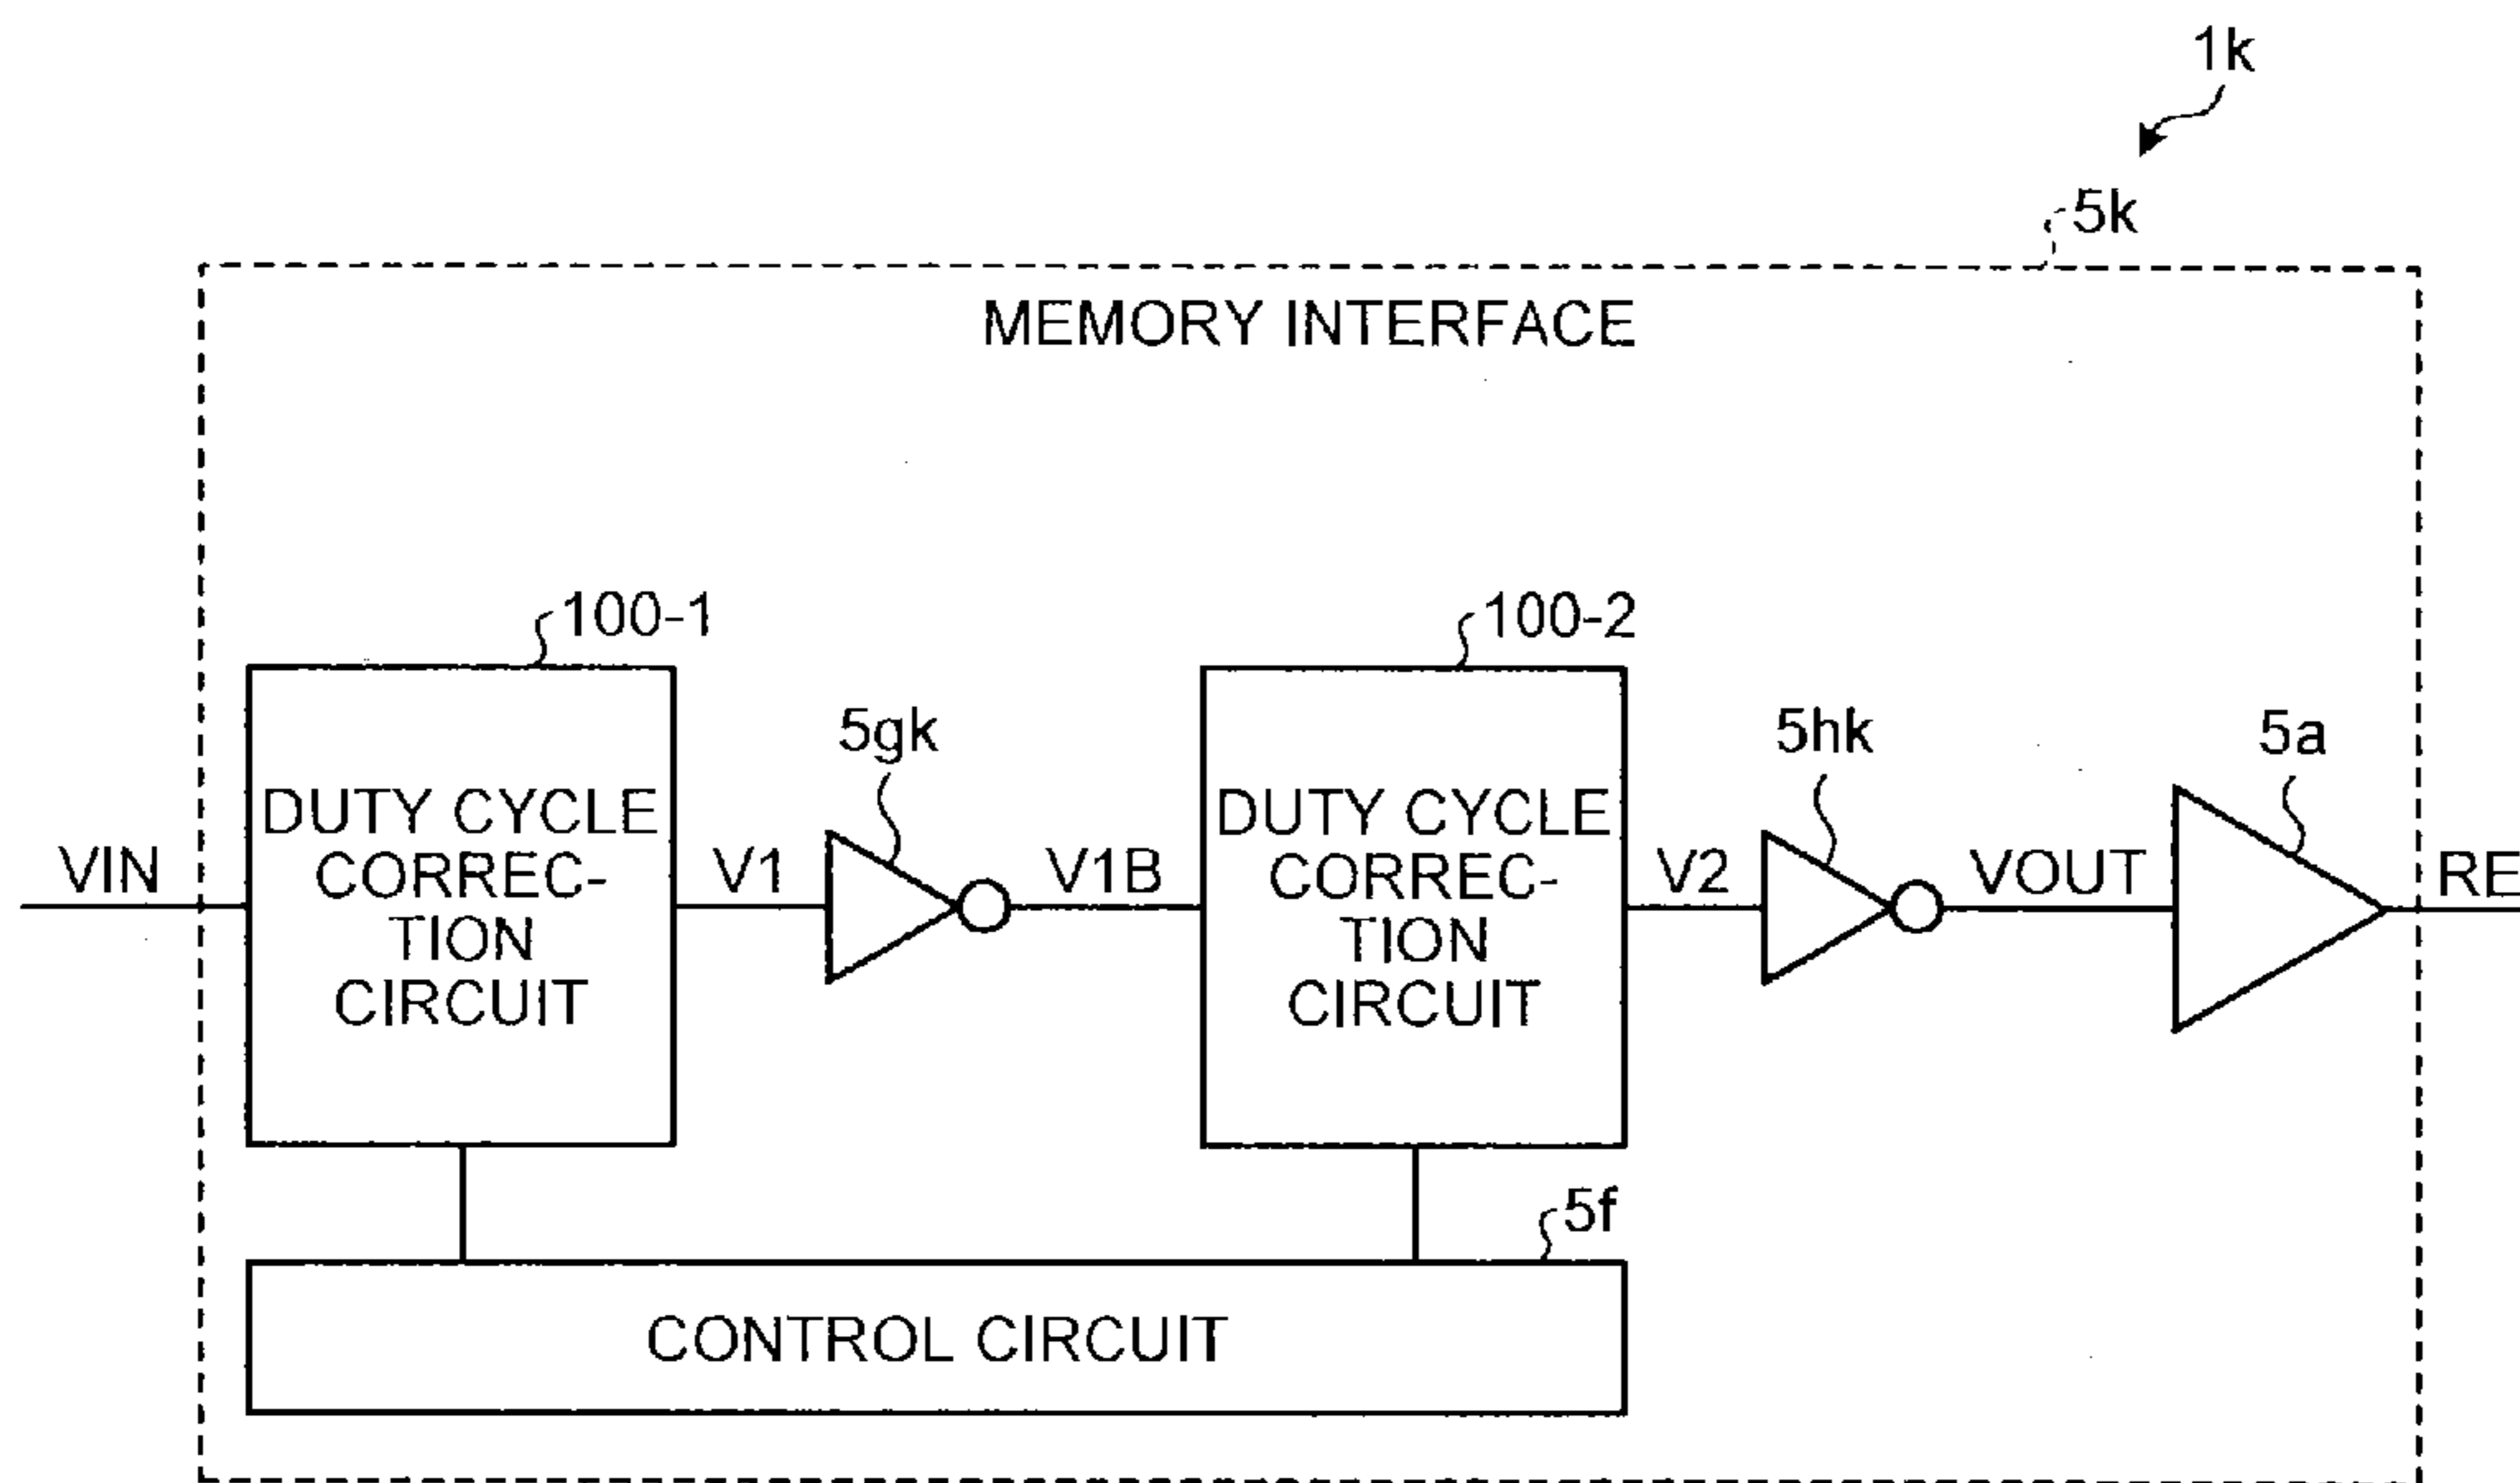 1k
5k
MEMORY INTERFACE
100-1
100-2
5gk
5hk
5a
DUTY CYCLE
CORREC-
TION
CIRCUIT
DUTY CYCLE
CORREC-
TION
CIRCUIT
VIN
V1
V1B
V2
VOUT
RE
5f
CONTROL CIRCUIT